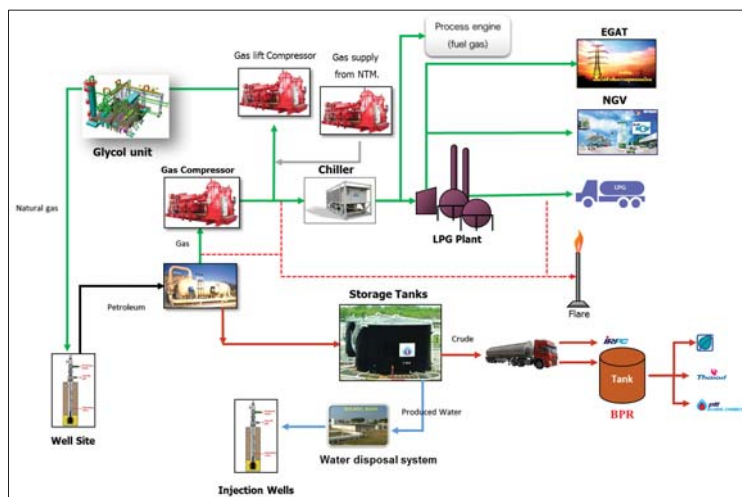 Process engine
(fuel gas)
EGAT
Gas lift Compressor
Gas supply
from NTM.
NGV
Glycol unit
Gas Compressor
Chiller
LPG
Natural gas
LPG Plant
Gas
Petroleum
Storage Tanks
Flare
Crude
IRPC
Tank
Thaioil
ptt
BPR
Well Site
Produced Water
Water disposal system
Injection Wells